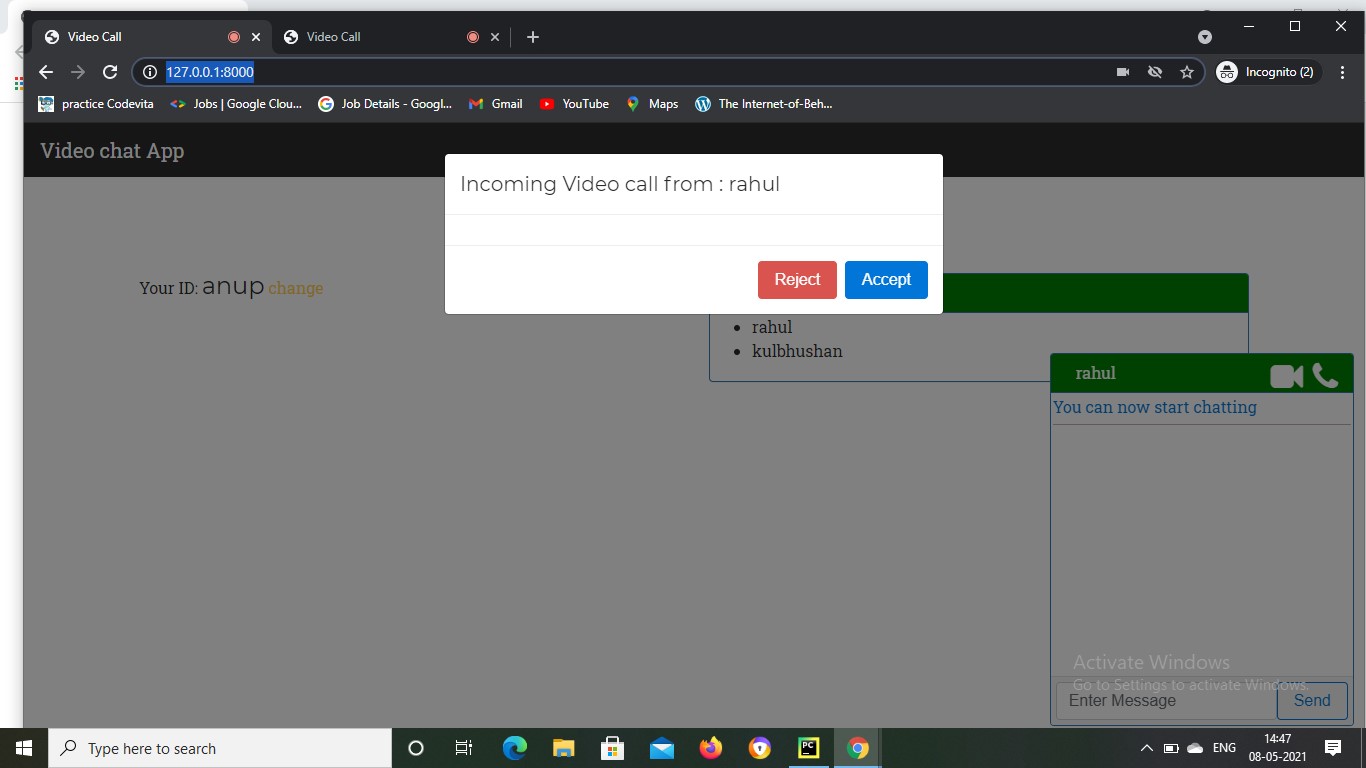 Video Call
Video Call
127.0.0.1:8000
Incognito (2)
practice Codevita
Jobs | Google Clou...
Job Details - Googl...
Gmail
YouTube
Maps
The Internet-of-Beh...
Video chat App
Incoming Video call from : rahul
Reject
Accept
Your ID: anup change
rahul
kulbhushan
rahul
You can now start chatting
Activate Windows
Go to Settings to activate Windows.
Enter Message
Send
Type here to search
PC
ENG
14:47
08-05-2021